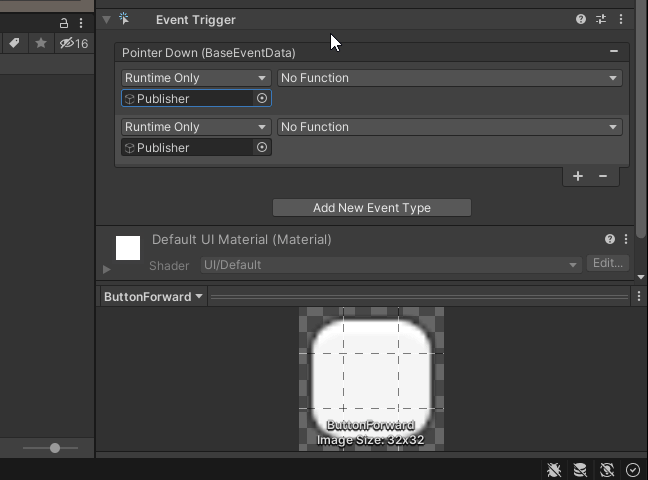 Event Trigger
16
Pointer Down (BaseEventData)
Runtime Only No Function
Publisher
Runtime Only No Function
Publisher
Add New Event Type
Default UI Material (Material)
Shader UI/Default Edit...
ButtonForward
ButtonForward
Image Size: 32x32